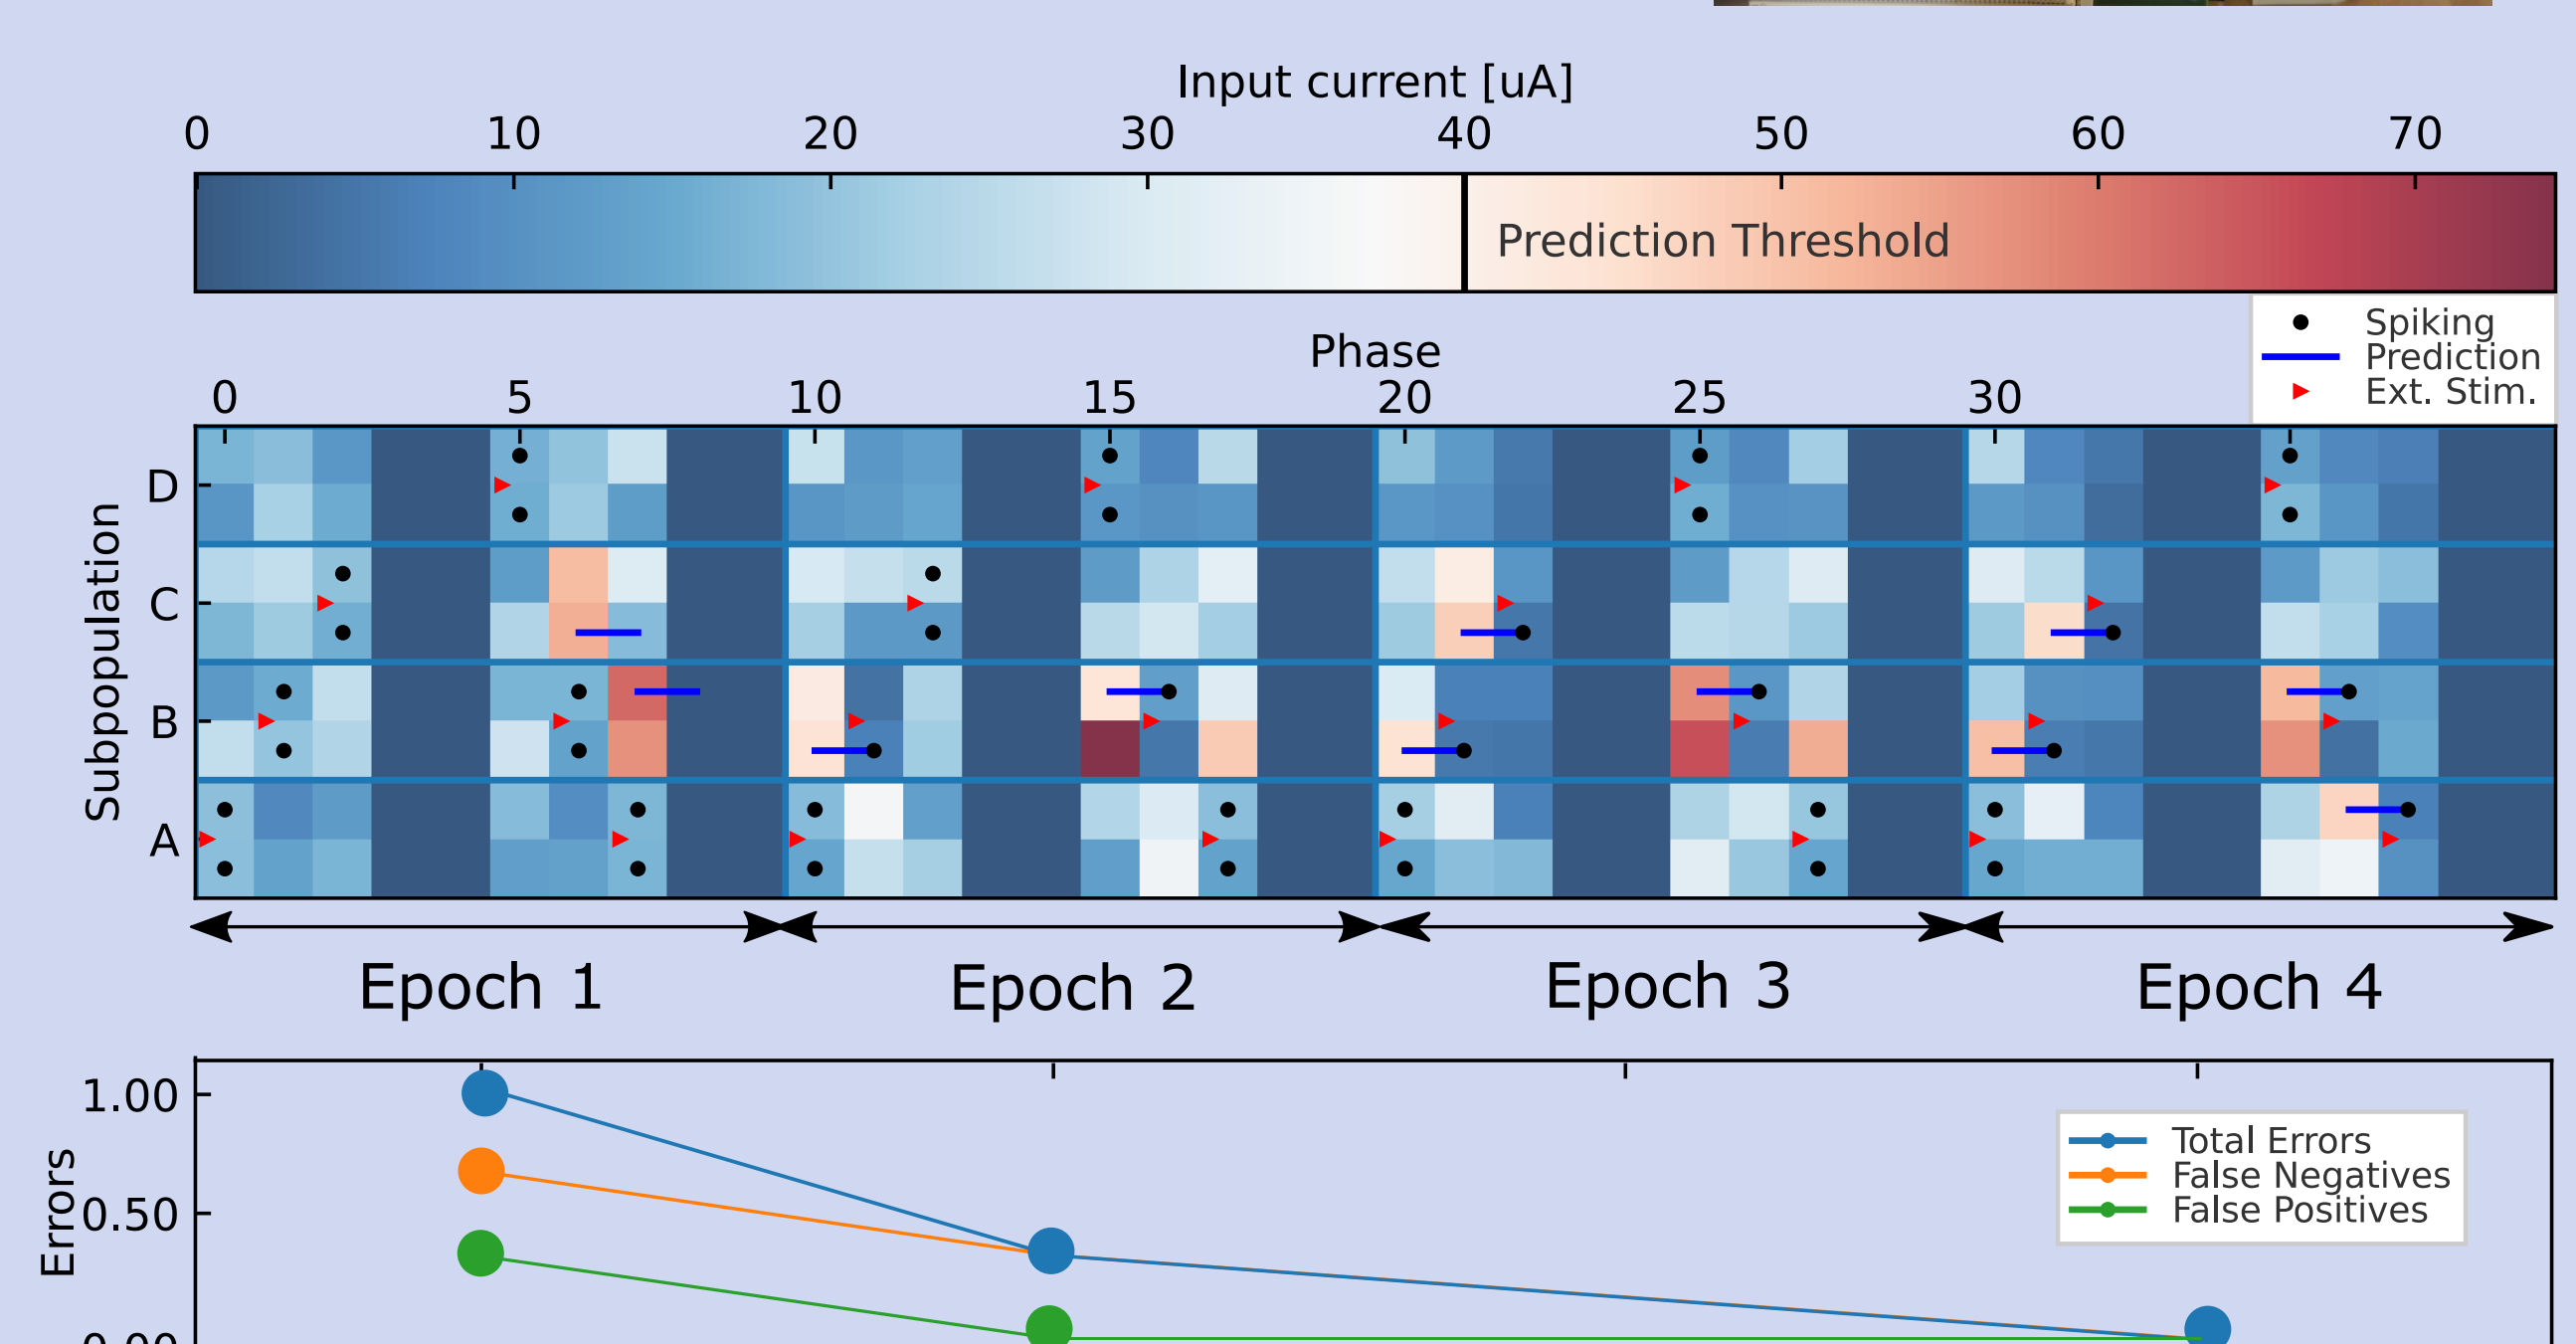 Input current [uA]
0 10 20 30 40 50 60 70
Prediction Threshold
Spiking
Prediction
Ext. Stim.
Phase
0 5 10 15 20 25 30
Subpopulation
D
C
B
A
Epoch 1 Epoch 2 Epoch 3 Epoch 4
Errors
1.00
0.50
0.00
Total Errors
False Negatives
False Positives